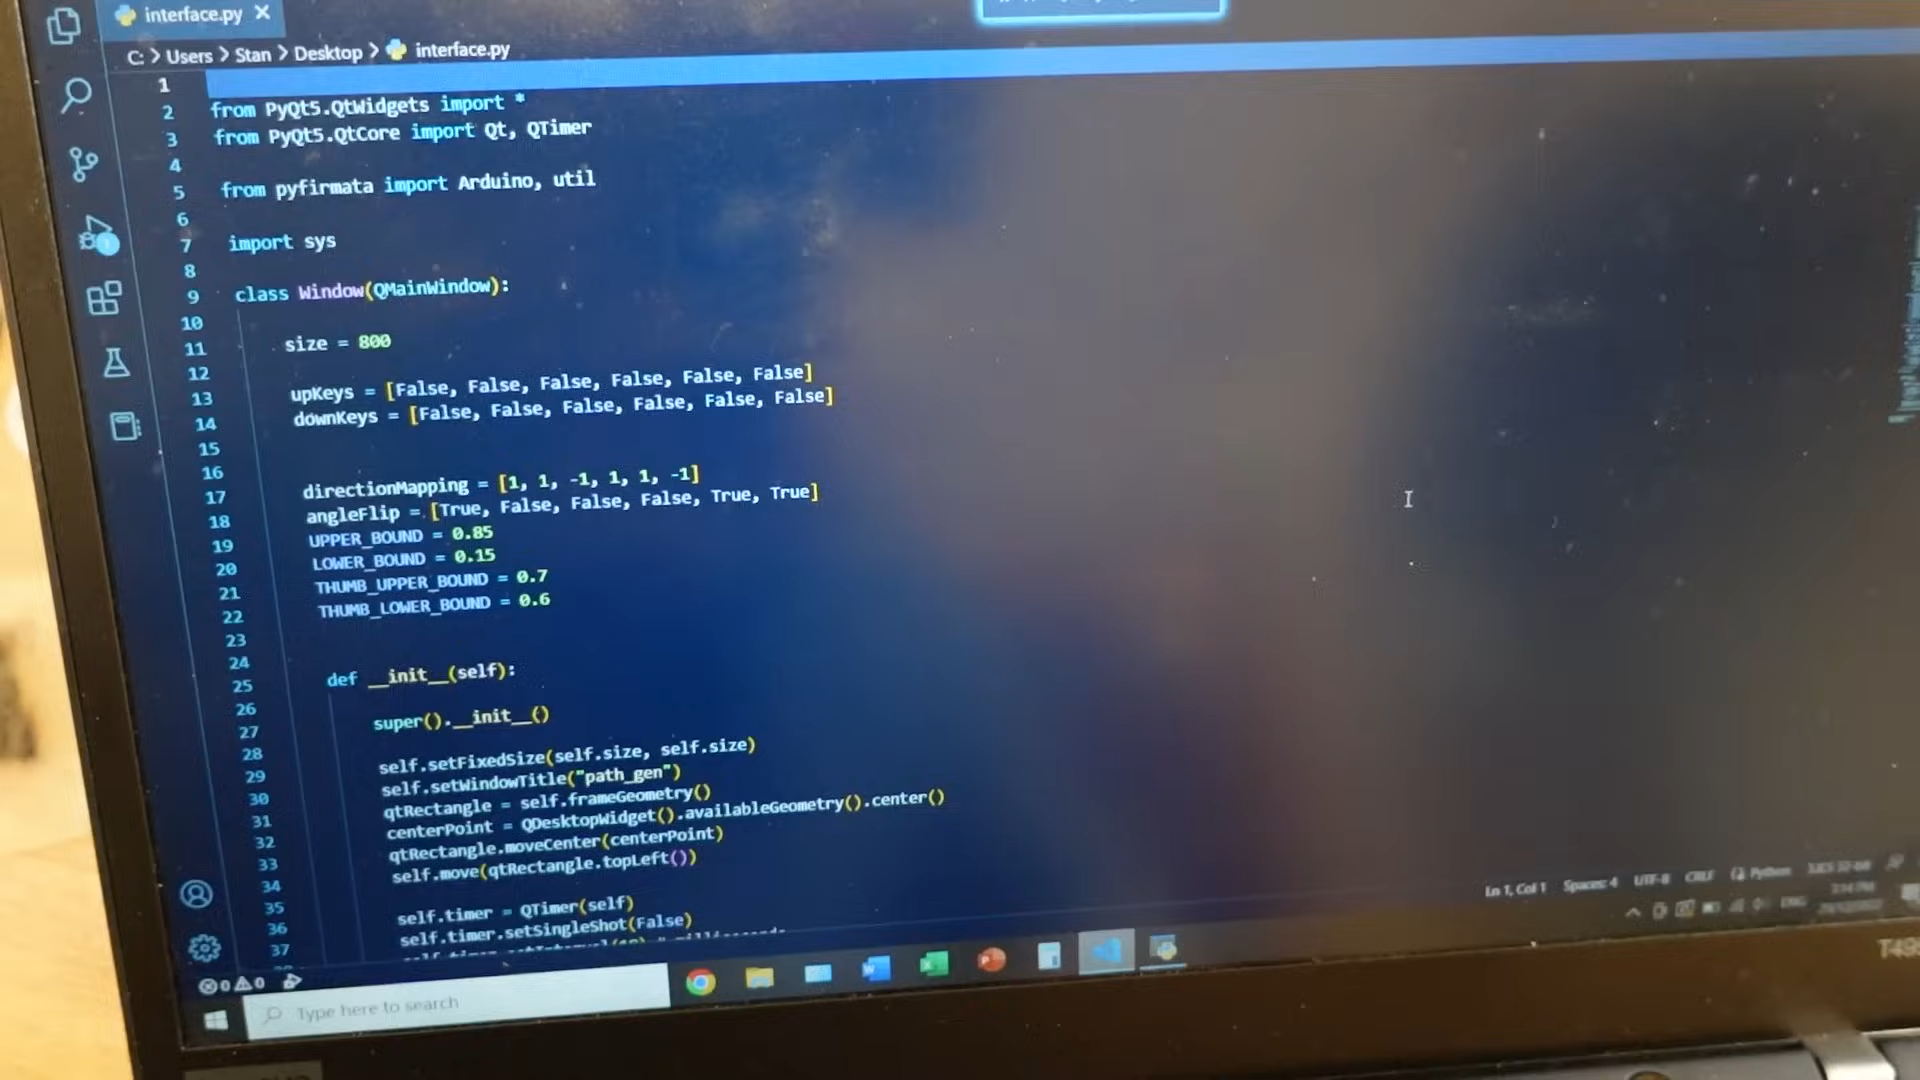 interface.py
C: > Users > Stan > Desktop > interface.py
1
2 from PyQt5.QtWidgets import *
3 from PyQt5.QtCore import Qt, QTimer
4
5 from pyfirmata import Arduino, util
6
7 import sys
8
9 class Window(QMainWindow):
10
11 size = 800
12
13 upKeys = [False, False, False, False, False, False]
14 downKeys = [False, False, False, False, False, False]
15
16
17 directionMapping = [1, 1, -1, 1, 1, -1]
18 angleFlip = [True, False, False, False, True, True]
19 UPPER_BOUND = 0.85
20 LOWER_BOUND = 0.15
21 THUMB_UPPER_BOUND = 0.7
22 THUMB_LOWER_BOUND = 0.6
23
24
25 def __init__(self):
26
27 super().__init__()
28
29 self.setFixedSize(self.size, self.size)
30 self.setWindowTitle("path_gen")
31 qtRectangle = self.frameGeometry()
32 centerPoint = QDesktopWidget().availableGeometry().center()
33 qtRectangle.moveCenter(centerPoint)
34 self.move(qtRectangle.topLeft())
35
36 self.timer = QTimer(self)
37 self.timer.setSingleShot(False)
Ln 1, Col 1 Spaces: 4 UTF-8 CRLF Python
0 0
Type here to search